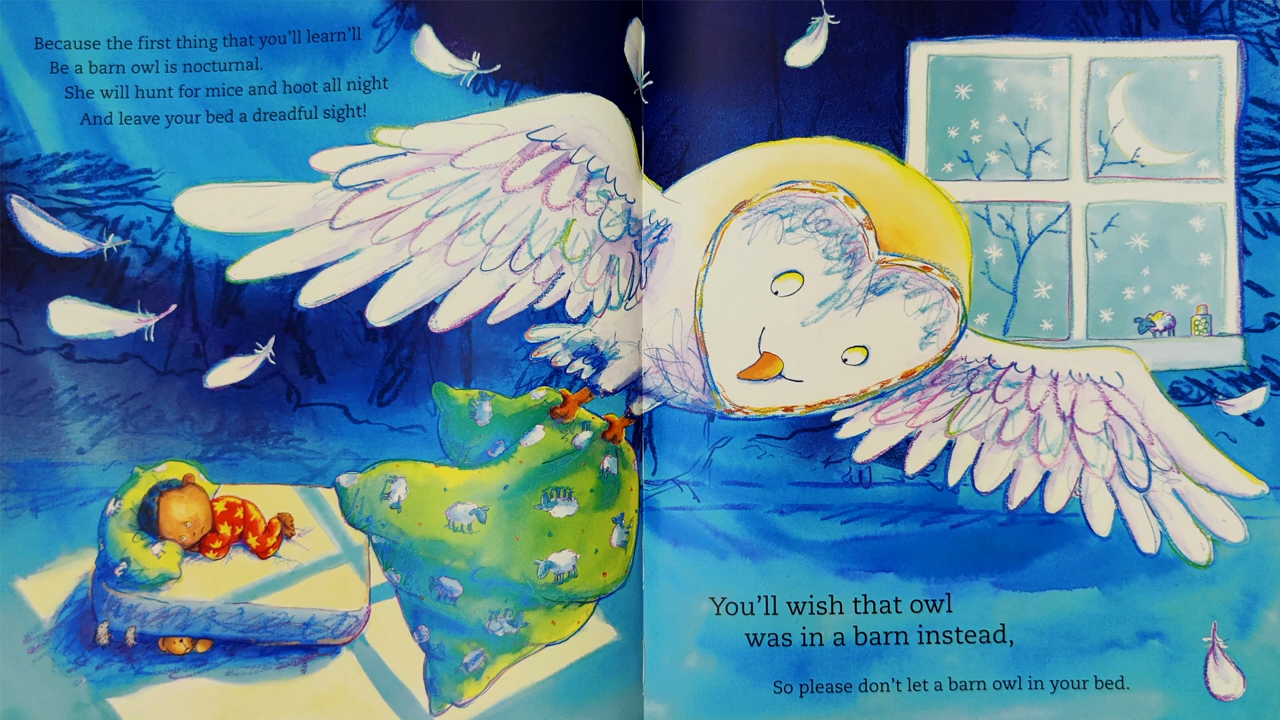 Because the first thing that you'll learn'll
Be a barn owl is nocturnal.
She will hunt for mice and hoot all night
And leave your bed a dreadful sight!
You'll wish that owl
was in a barn instead,
So please don't let a barn owl in your bed.